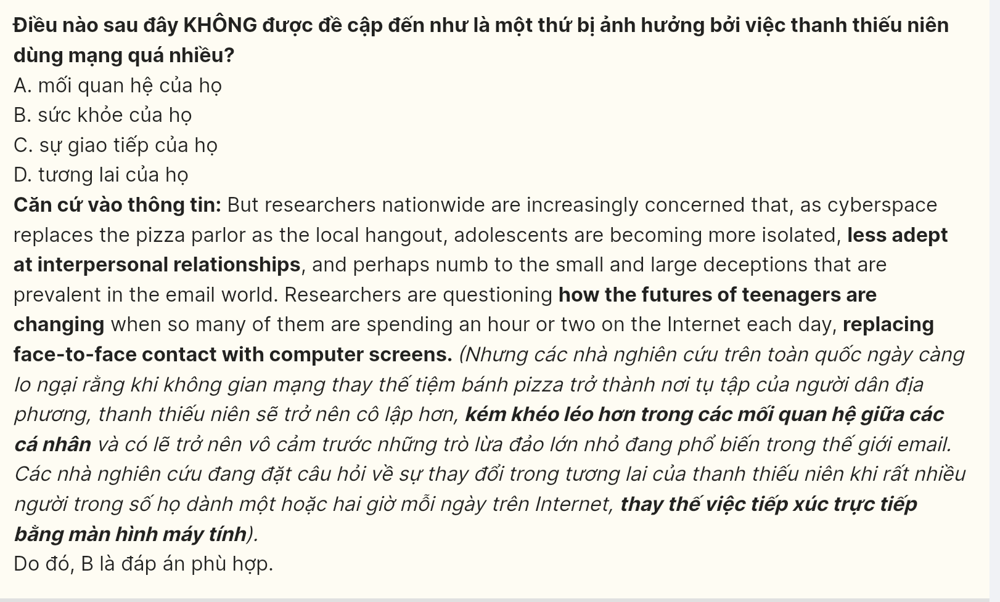 Điều nào sau đây KHÔNG được đề cập đến như là một thứ bị ảnh hưởng bởi việc thanh thiếu niên
dùng mạng quá nhiều?
A. mối quan hệ của họ
B. sức khỏe của họ
C. sự giao tiếp của họ
D. tương lai của họ
Căn cứ vào thông tin: But researchers nationwide are increasingly concerned that, as cyberspace
replaces the pizza parlor as the local hangout, adolescents are becoming more isolated, less adept
at interpersonal relationships, and perhaps numb to the small and large deceptions that are
prevalent in the email world. Researchers are questioning how the futures of teenagers are
changing when so many of them are spending an hour or two on the Internet each day, replacing
face-to-face contact with computer screens. (Nhưng các nhà nghiên cứu trên toàn quốc ngày càng
lo ngại rằng khi không gian mạng thay thế tiệm bánh pizza trở thành nơi tụ tập của người dân địa
phương, thanh thiếu niên sẽ trở nên cô lập hơn, kém khéo léo hơn trong các mối quan hệ giữa các
cá nhân và có lẽ trở nên vô cảm trước những trò lừa đảo lớn nhỏ đang phổ biến trong thế giới email.
Các nhà nghiên cứu đang đặt câu hỏi về sự thay đổi trong tương lai của thanh thiếu niên khi rất nhiều
người trong số họ dành một hoặc hai giờ mỗi ngày trên Internet, thay thế việc tiếp xúc trực tiếp
bằng màn hình máy tính).
Do đó, B là đáp án phù hợp.